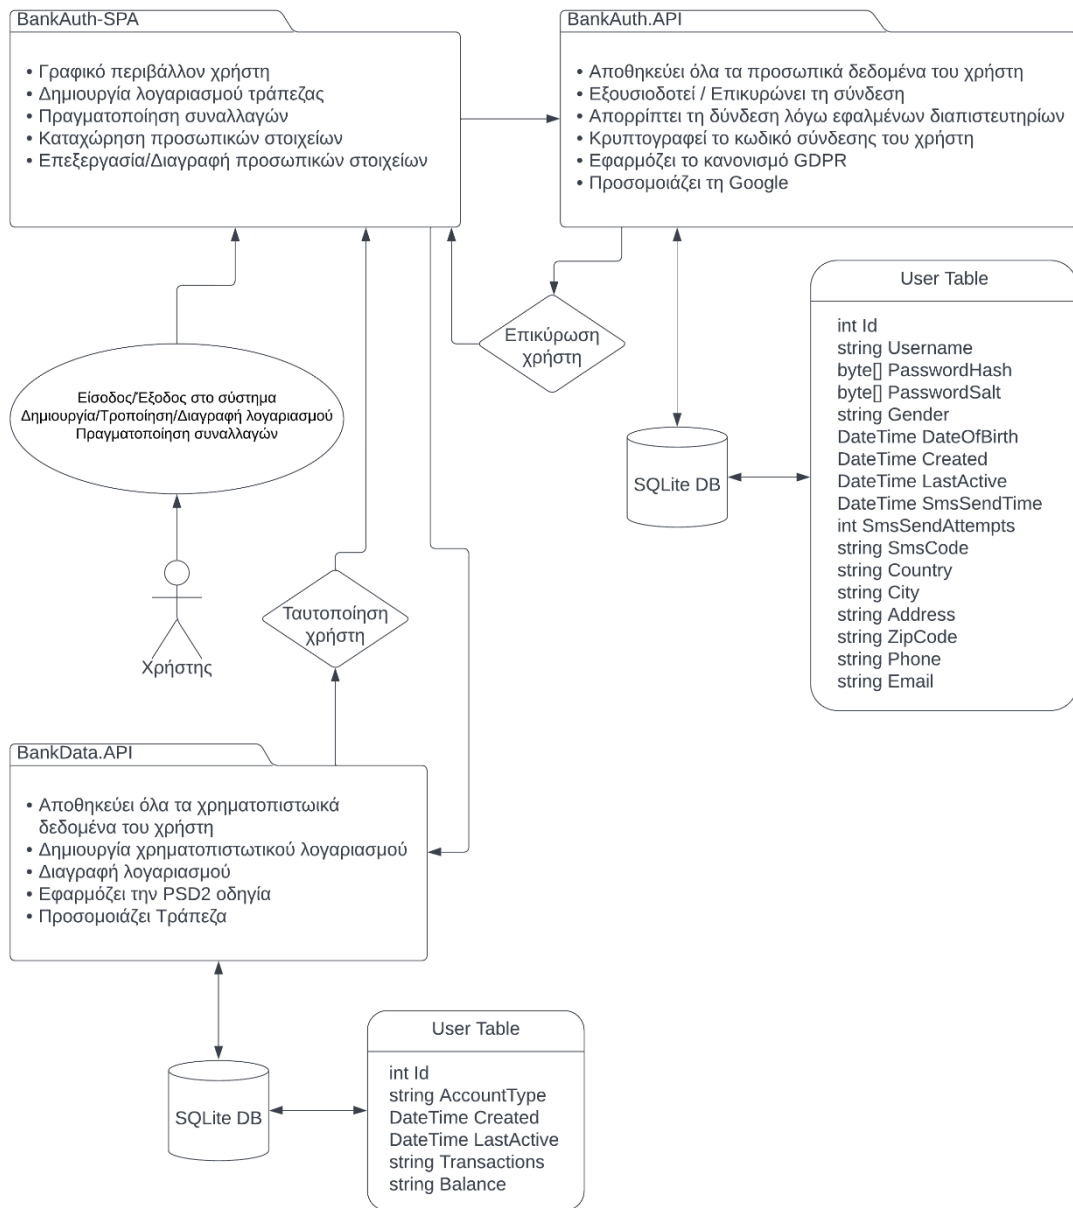 BankAuth-SPA
• Γραφικό περιβάλλον χρήστη
• Δημιουργία λογαριασμού τράπεζας
• Πραγματοποίηση συναλλαγών
• Καταχώρηση προσωπικών στοιχείων
• Επεξεργασία/Διαγραφή προσωπικών στοιχείων
BankAuth.API
• Αποθηκεύει όλα τα προσωπικά δεδομένα του χρήστη
• Εξουσιοδοτεί / Επικυρώνει τη σύνδεση
• Απορρίπτει τη δύνδεση λόγω εφαλμένων διαπιστευτηρίων
• Κρυπτογραφεί το κωδικό σύνδεσης του χρήστη
• Εφαρμόζει το κανονισμό GDPR
• Προσομοιάζει τη Google
Επικύρωση
χρήστη
User Table
int Id
string Username
byte[] PasswordHash
byte[] PasswordSalt
string Gender
DateTime DateOfBirth
DateTime Created
DateTime LastActive
DateTime SmsSendTime
int SmsSendAttempts
string SmsCode
string Country
string City
string Address
string ZipCode
string Phone
string Email
SQLite DB
Είσοδος/Έξοδος στο σύστημα
Δημιουργία/Τροποίηση/Διαγραφή λογαριασμού
Πραγματοποίηση συναλλαγών
Χρήστης
Ταυτοποίηση
χρήστη
BankData.API
• Αποθηκεύει όλα τα χρηματοπιστωικά
δεδομένα του χρήστη
• Δημιουργία χρηματοπιστωτικού λογαριασμού
• Διαγραφή λογαριασμού
• Εφαρμόζει την PSD2 οδηγία
• Προσομοιάζει Τράπεζα
SQLite DB
User Table
int Id
string AccountType
DateTime Created
DateTime LastActive
string Transactions
string Balance